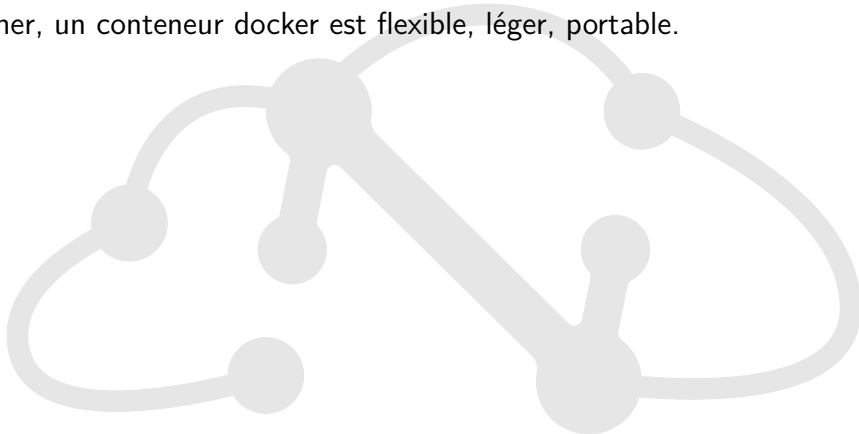 ner, un conteneur docker est flexible, léger, portable.